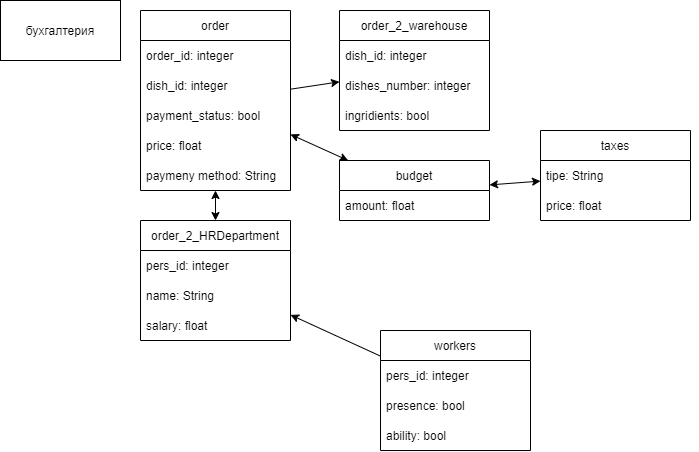 бухгалтерия
order
order_id: integer
dish_id: integer
payment_status: bool
price: float
paymeny method: String
order_2_warehouse
dish_id: integer
dishes_number: integer
ingridients: bool
budget
amount: float
taxes
tipe: String
price: float
order_2_HRDepartment
pers_id: integer
name: String
salary: float
workers
pers_id: integer
presence: bool
ability: bool